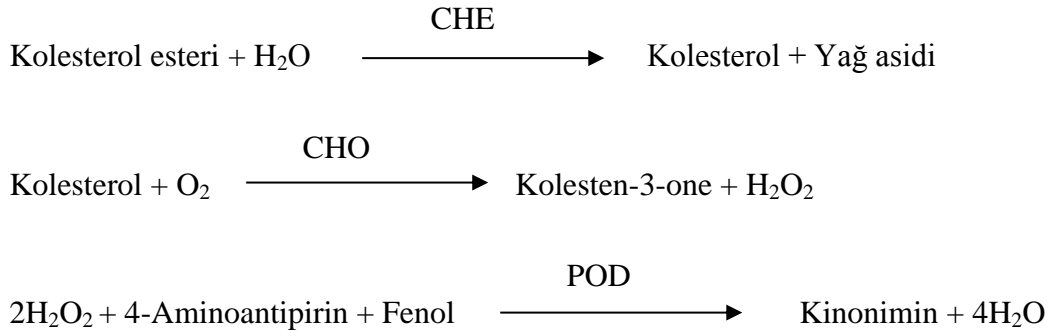 CHE
Kolesterol esteri + H₂O Kolesterol + Yağ asidi
CHO
Kolesterol + O₂ Kolesten-3-one + H₂O₂
POD
2H₂O₂ + 4-Aminoantipirin + Fenol Kinonimin + 4H₂O